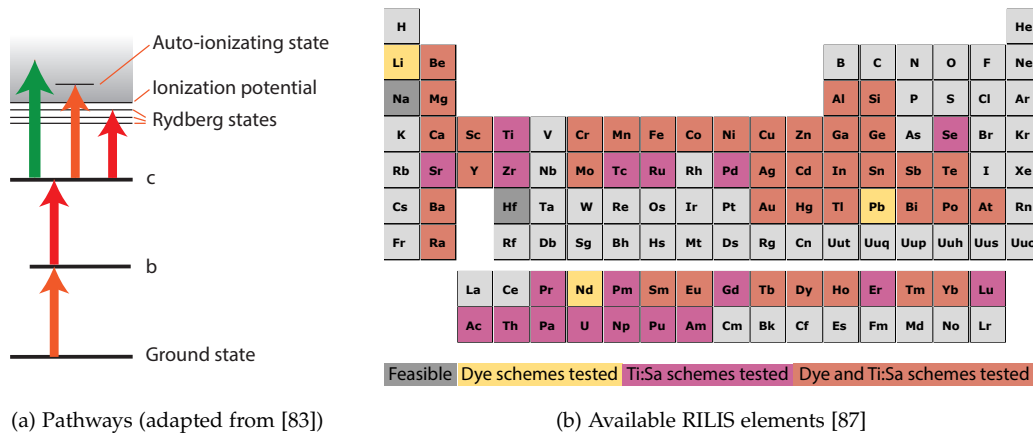 Auto-ionizating state
Ionization potential
Rydberg states
c
b
Ground state
(a) Pathways (adapted from [83])
H He
Li Be B C N O F Ne
Na Mg Al Si P S Cl Ar
K Ca Sc Ti V Cr Mn Fe Co Ni Cu Zn Ga Ge As Se Br Kr
Rb Sr Y Zr Nb Mo Tc Ru Rh Pd Ag Cd In Sn Sb Te I Xe
Cs Ba Hf Ta W Re Os Ir Pt Au Hg Tl Pb Bi Po At Rn
Fr Ra Rf Db Sg Bh Hs Mt Ds Rg Cn Uut Uuq Uup Uuh Uus Uuo
La Ce Pr Nd Pm Sm Eu Gd Tb Dy Ho Er Tm Yb Lu
Ac Th Pa U Np Pu Am Cm Bk Cf Es Fm Md No Lr
Feasible Dye schemes tested Ti:Sa schemes tested Dye and Ti:Sa schemes tested
(b) Available RILIS elements [87]